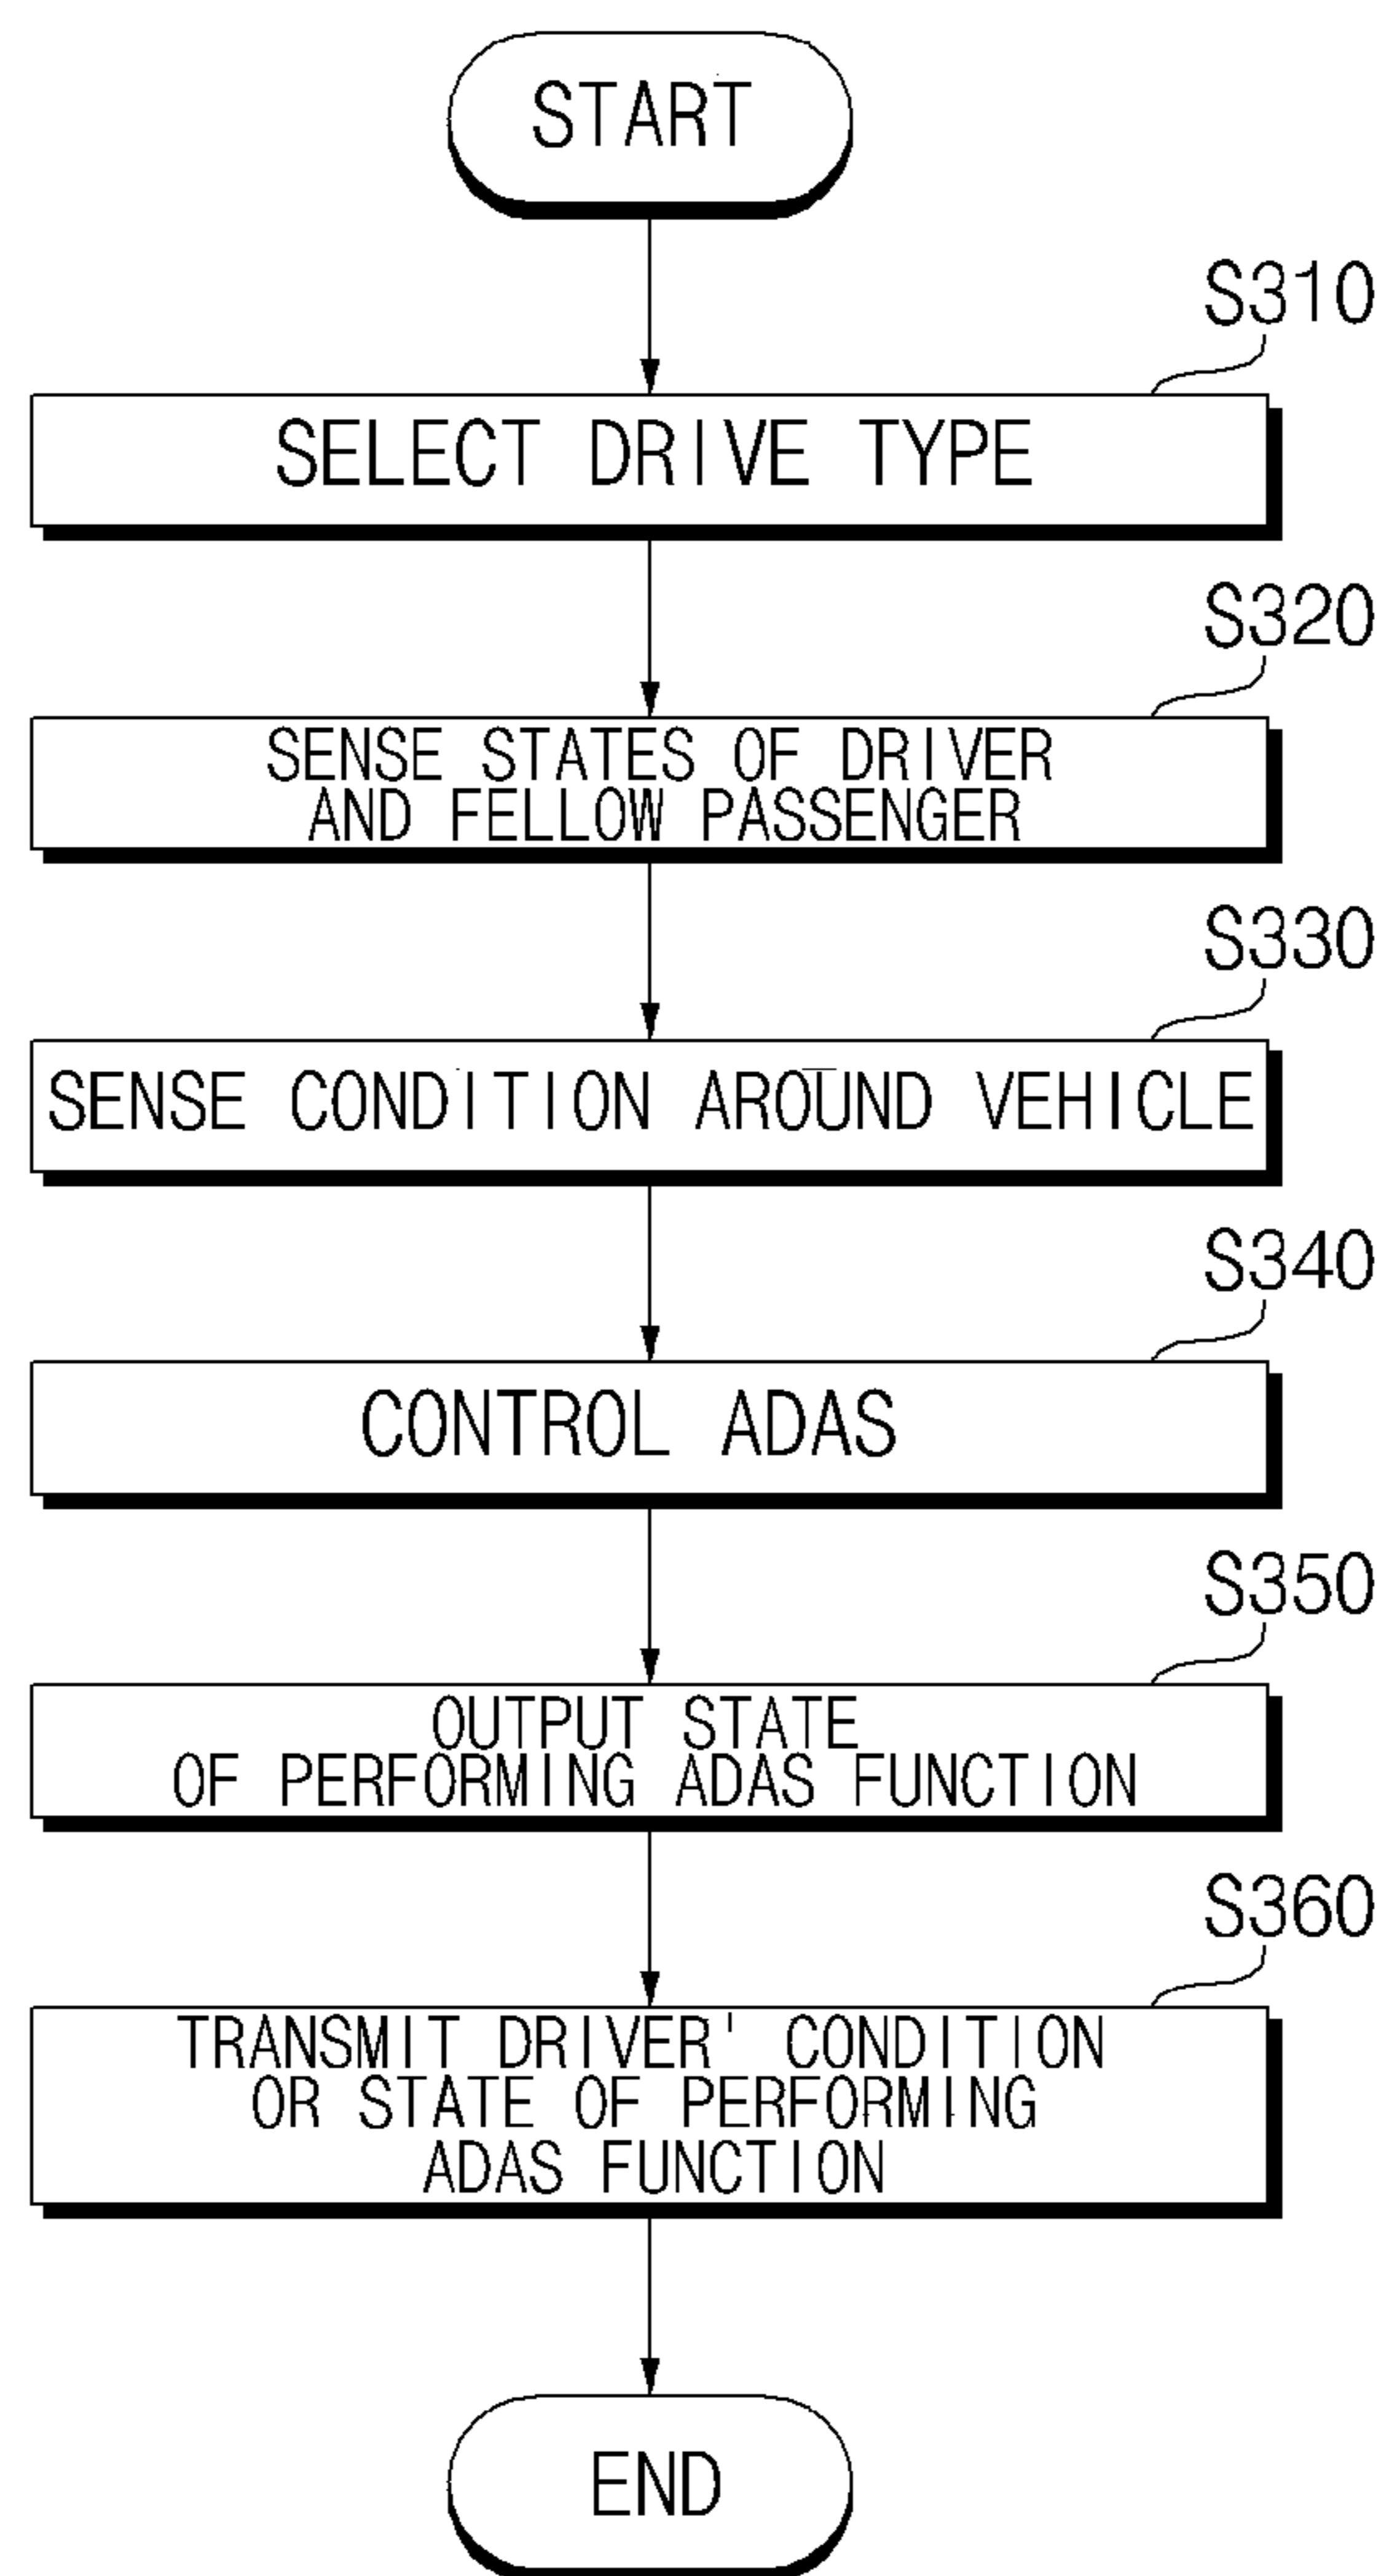 START
S310
SELECT DRIVE TYPE
S320
SENSE STATES OF DRIVER
AND FELLOW PASSENGER
S330
SENSE CONDITION AROUND VEHICLE
S340
CONTROL ADAS
S350
OUTPUT STATE
OF PERFORMING ADAS FUNCTION
S360
TRANSMIT DRIVER' CONDITION
OR STATE OF PERFORMING
ADAS FUNCTION
END